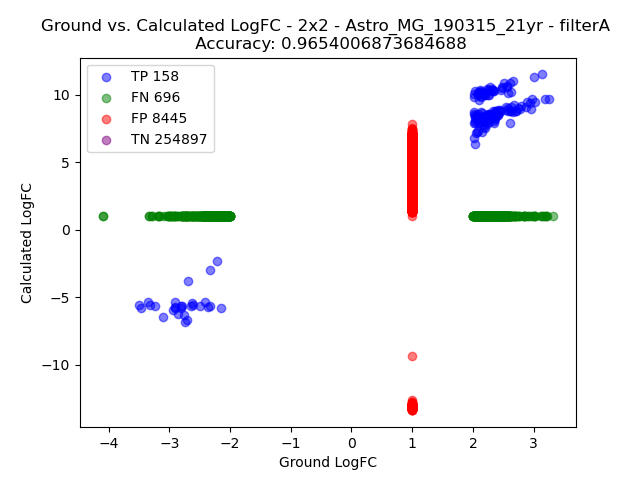 Ground vs. Calculated LogFC - 2x2 - Astro_MG_190315_21yr - filterA
Accuracy: 0.9654006873684688
TP 158
FN 696
FP 8445
TN 254897
10
5
0
−5
−10
Calculated LogFC
−4
−3
−2
−1
0
1
2
3
Ground LogFC